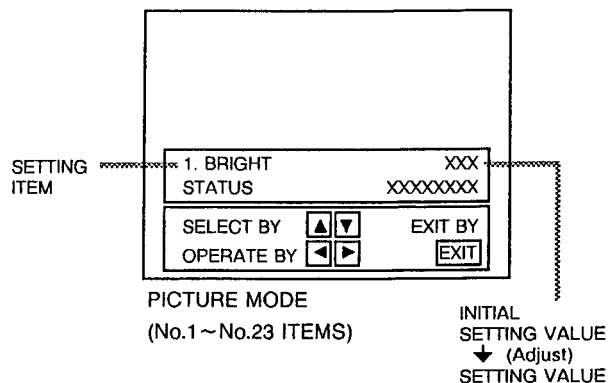 SETTING ITEM
1. BRIGHT XXX
STATUS XXXXXXXX
SELECT BY ▲ ▼ EXIT BY
OPERATE BY ◄ ► EXIT
PICTURE MODE
(No.1~No.23 ITEMS)
INITIAL
SETTING VALUE
↓ (Adjust)
SETTING VALUE